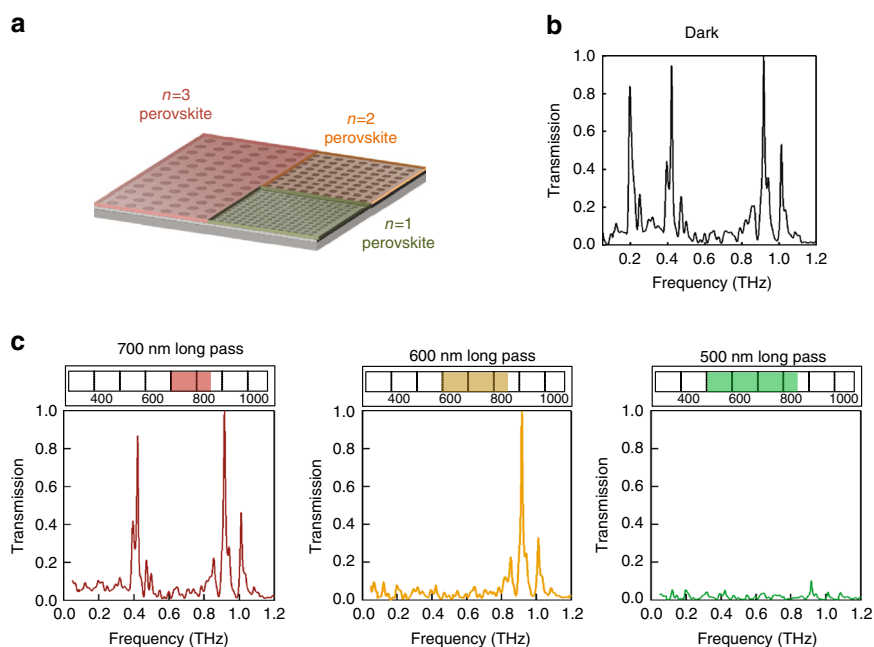 a
n=3
perovskite
n=2
perovskite
n=1
perovskite
b
Dark
Transmission
1.0
0.8
0.6
0.4
0.2
0.0
0.2 0.4 0.6 0.8 1.0 1.2
Frequency (THz)
c
700 nm long pass
400 600 800 1000
Transmission
1.0
0.8
0.6
0.4
0.2
0.0
0.0 0.2 0.4 0.6 0.8 1.0 1.2
Frequency (THz)
600 nm long pass
400 600 800 1000
Transmission
1.0
0.8
0.6
0.4
0.2
0.0
0.0 0.2 0.4 0.6 0.8 1.0 1.2
Frequency (THz)
500 nm long pass
400 600 800 1000
Transmission
1.0
0.8
0.6
0.4
0.2
0.0
0.0 0.2 0.4 0.6 0.8 1.0 1.2
Frequency (THz)